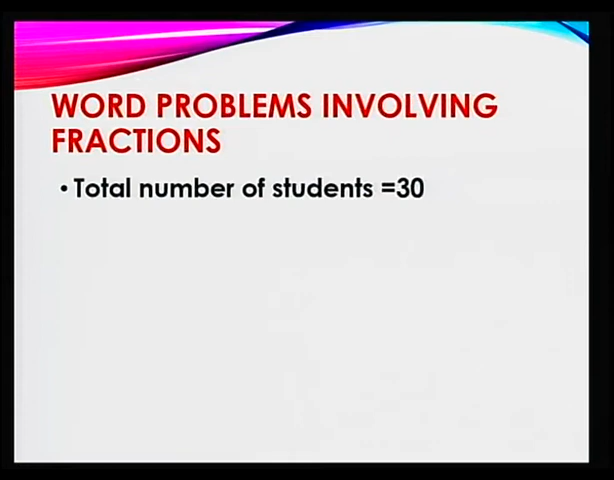 WORD PROBLEMS INVOLVING
FRACTIONS
• Total number of students =30